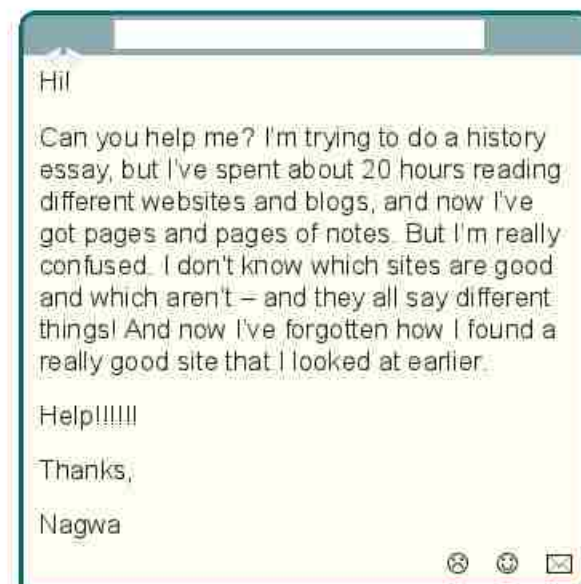 Hi!
Can you help me? I'm trying to do a history
essay, but I've spent about 20 hours reading
different websites and blogs, and now I've
got pages and pages of notes. But I'm really
confused. I don't know which sites are good
and which aren't – and they all say different
things! And now I've forgotten how I found a
really good site that I looked at earlier.
Help!!!!!!
Thanks,
Nagwa